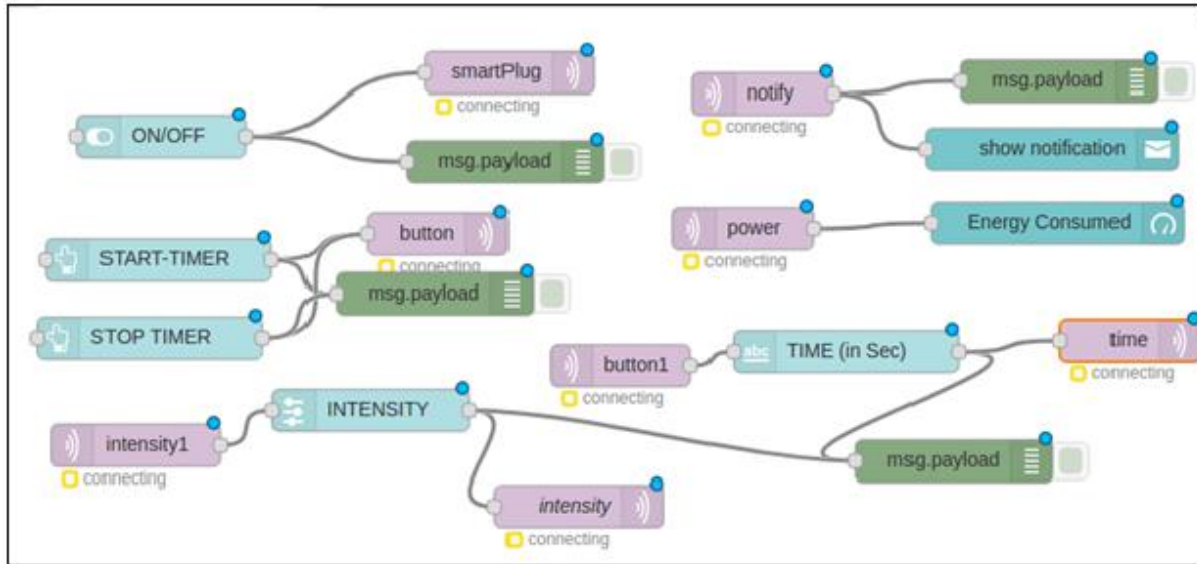 smartPlug
connecting
ON/OFF
msg.payload
notify
connecting
msg.payload
show notification
START-TIMER
button
connecting
msg.payload
STOP TIMER
power
connecting
Energy Consumed
button1
connecting
abc
TIME (in Sec)
time
connecting
intensity1
connecting
INTENSITY
msg.payload
intensity
connecting